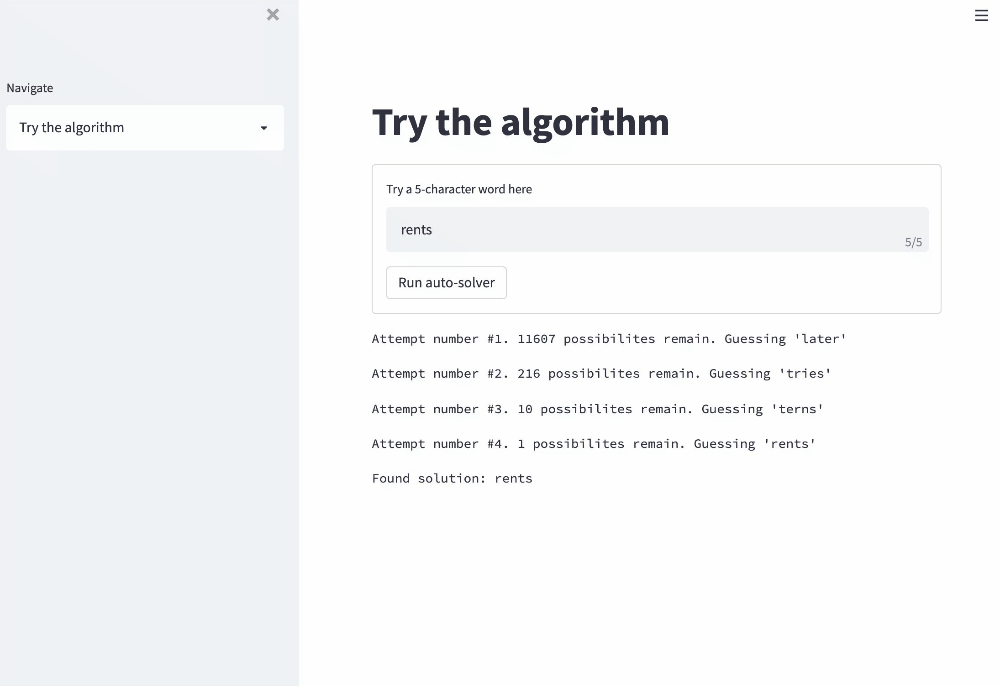 Navigate
Try the algorithm
Try the algorithm
Try a 5-character word here
rents
5/5
Run auto-solver
Attempt number #1. 11607 possibilites remain. Guessing 'later'
Attempt number #2. 216 possibilites remain. Guessing 'tries'
Attempt number #3. 10 possibilites remain. Guessing 'terns'
Attempt number #4. 1 possibilites remain. Guessing 'rents'
Found solution: rents